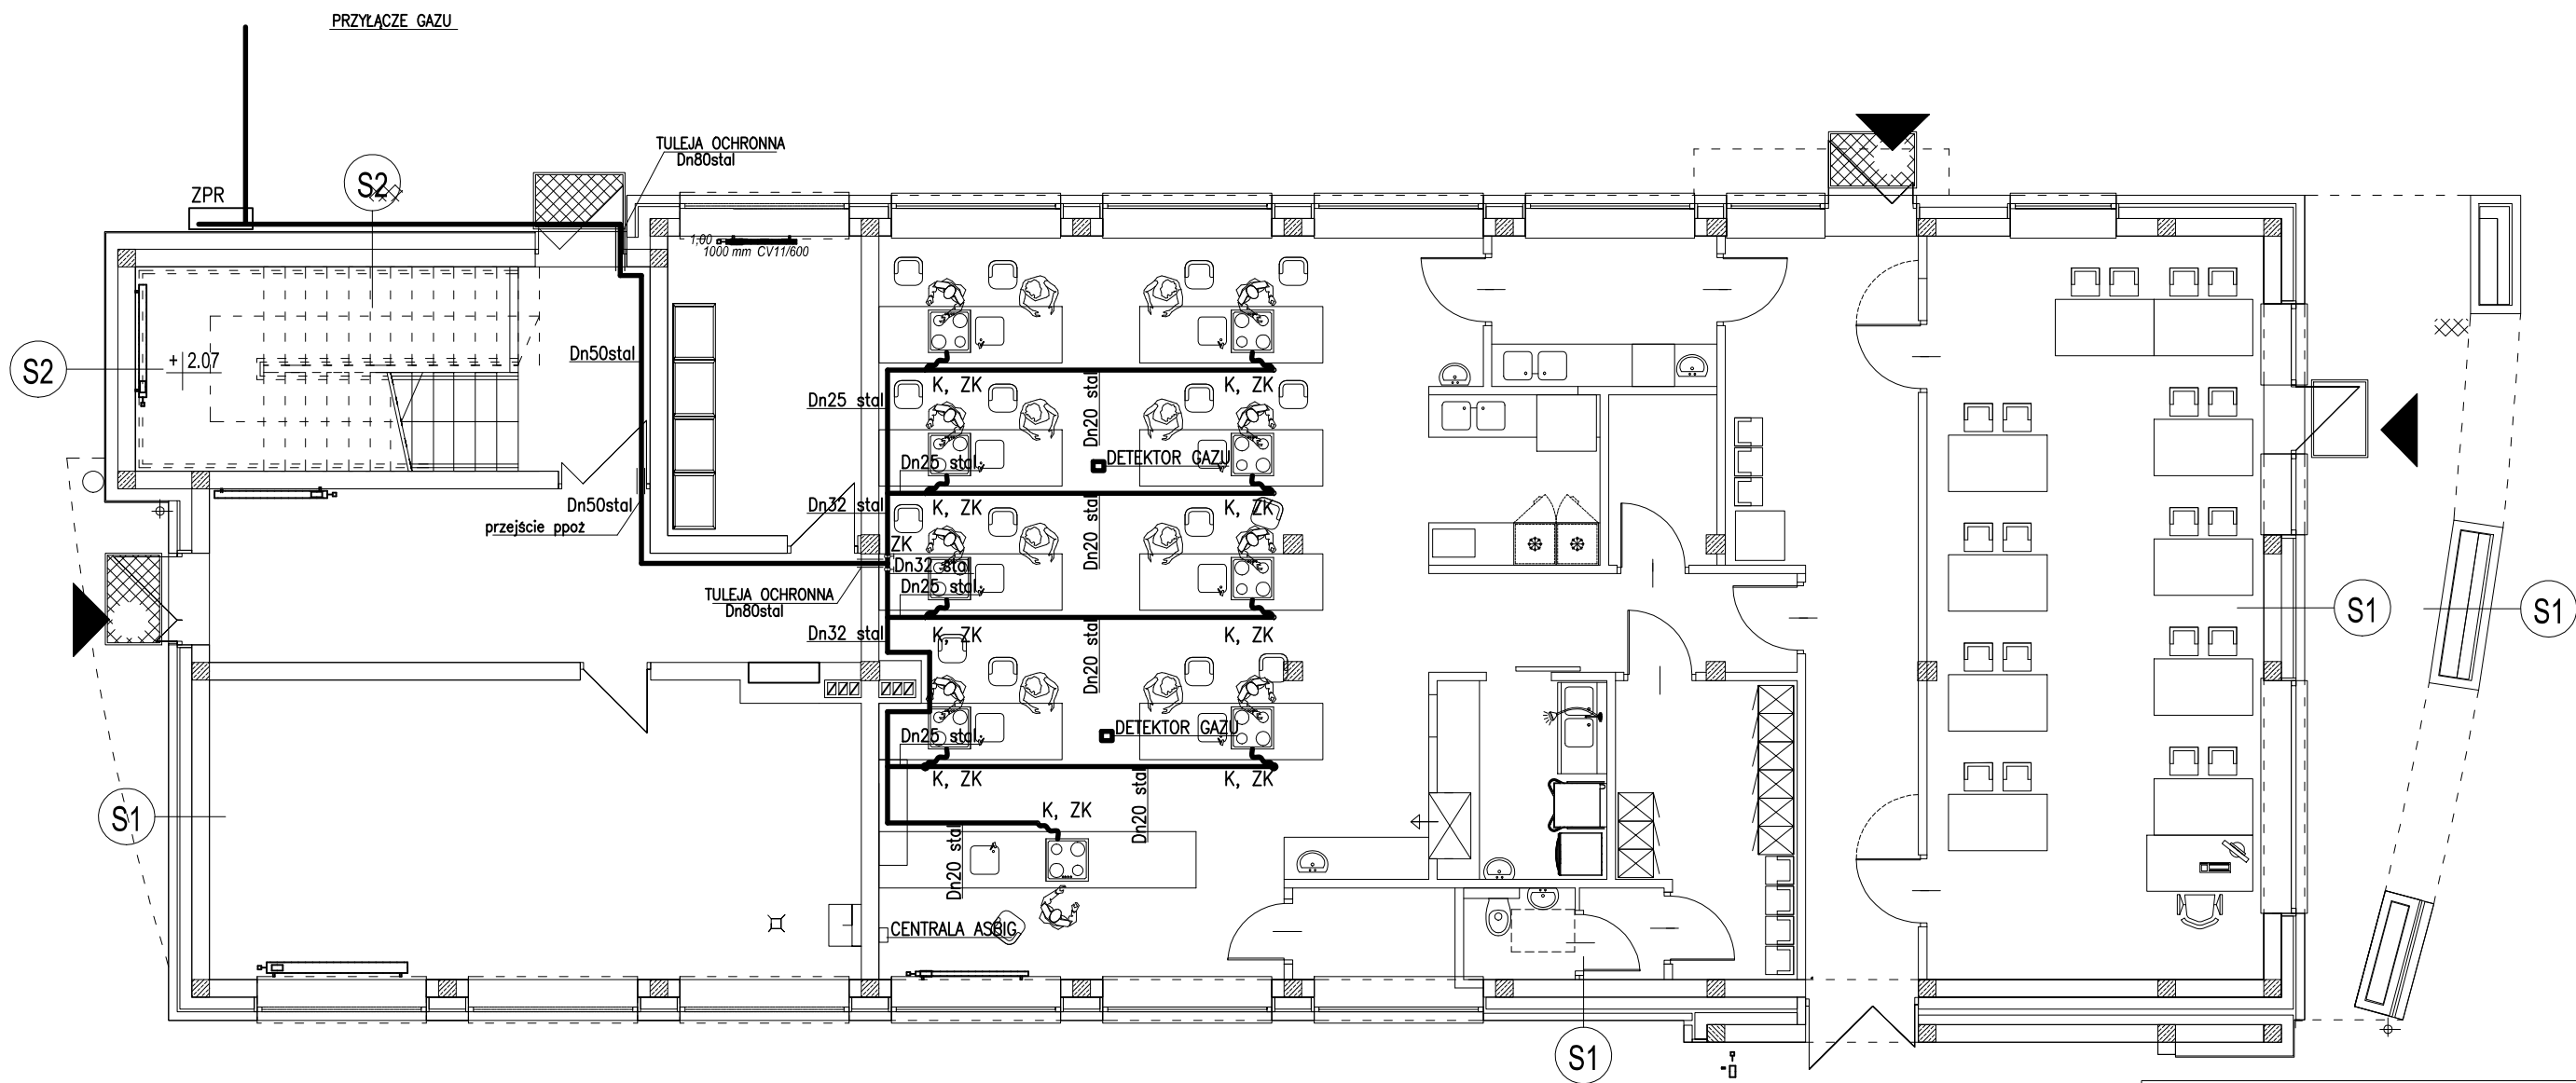 PRZYŁĄCZE GAZU
TULEJA OCHRONNA
Dn80stal
ZPR
S2
1,00
1000 mm CV11/600
S2
+ 2.07
Dn50stal
K, ZK
K, ZK
Dn25 stal
Dn20 stal
Dn25 stal
DETEKTOR GAZU
Dn50stal
przejście ppoż
Dn32 stal
K, ZK
K, ZK
Dn20 stal
ZK
Dn32 stal
Dn25 stal
TULEJA OCHRONNA
Dn80stal
Dn32 stal
K, ZK
K, ZK
Dn20 stal
S1
S1
DETEKTOR GAZU
Dn25 stal
K, ZK
K, ZK
K, ZK
Dn20 stal
S1
Dn20 stal
CENTRALA ASBIG
S1